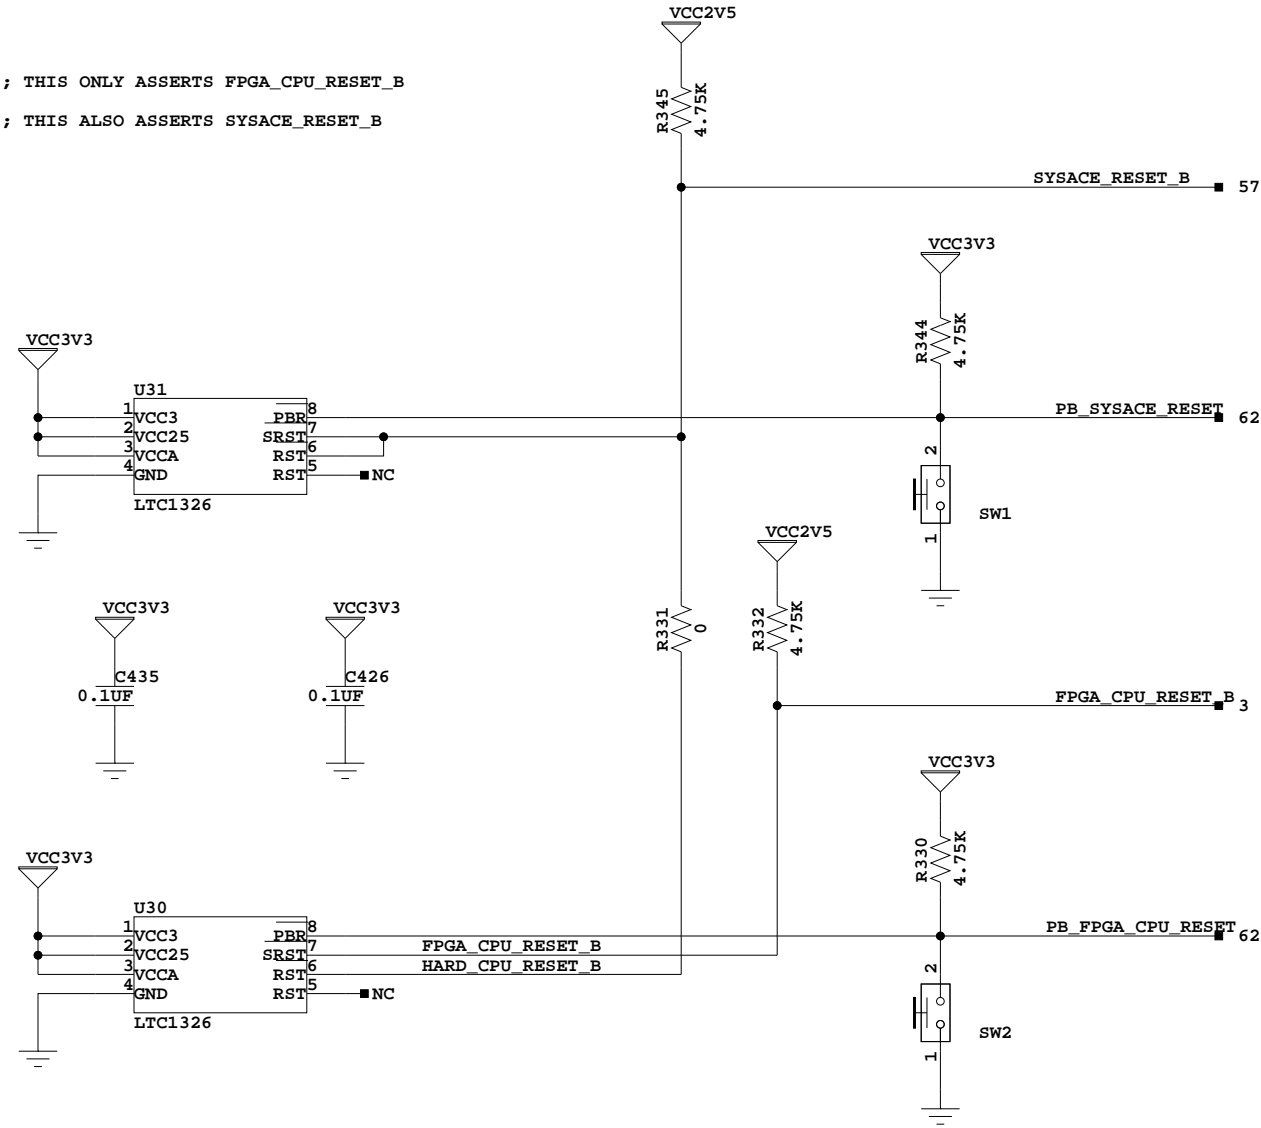 VCC2V5
; THIS ONLY ASSERTS FPGA_CPU_RESET_B
R345
4.75K
; THIS ALSO ASSERTS SYSACE_RESET_B
SYSACE_RESET_B
57
VCC3V3
R344
4.75K
VCC3V3
U31
1 VCC3
PBR 8
PB_SYSACE_RESET
62
2 VCC25
SRST 7
3 VCCA
RST 6
4 GND
RST 5
NC
LTC1326
2
SW1
1
VCC2V5
VCC3V3
VCC3V3
R331
0
R332
4.75K
C435
0.1UF
C426
0.1UF
FPGA_CPU_RESET_B
3
VCC3V3
R330
4.75K
VCC3V3
U30
1 VCC3
PBR 8
PB_FPGA_CPU_RESET
62
2 VCC25
SRST 7
FPGA_CPU_RESET_B
3 VCCA
RST 6
HARD_CPU_RESET_B
4 GND
RST 5
NC
LTC1326
2
SW2
1